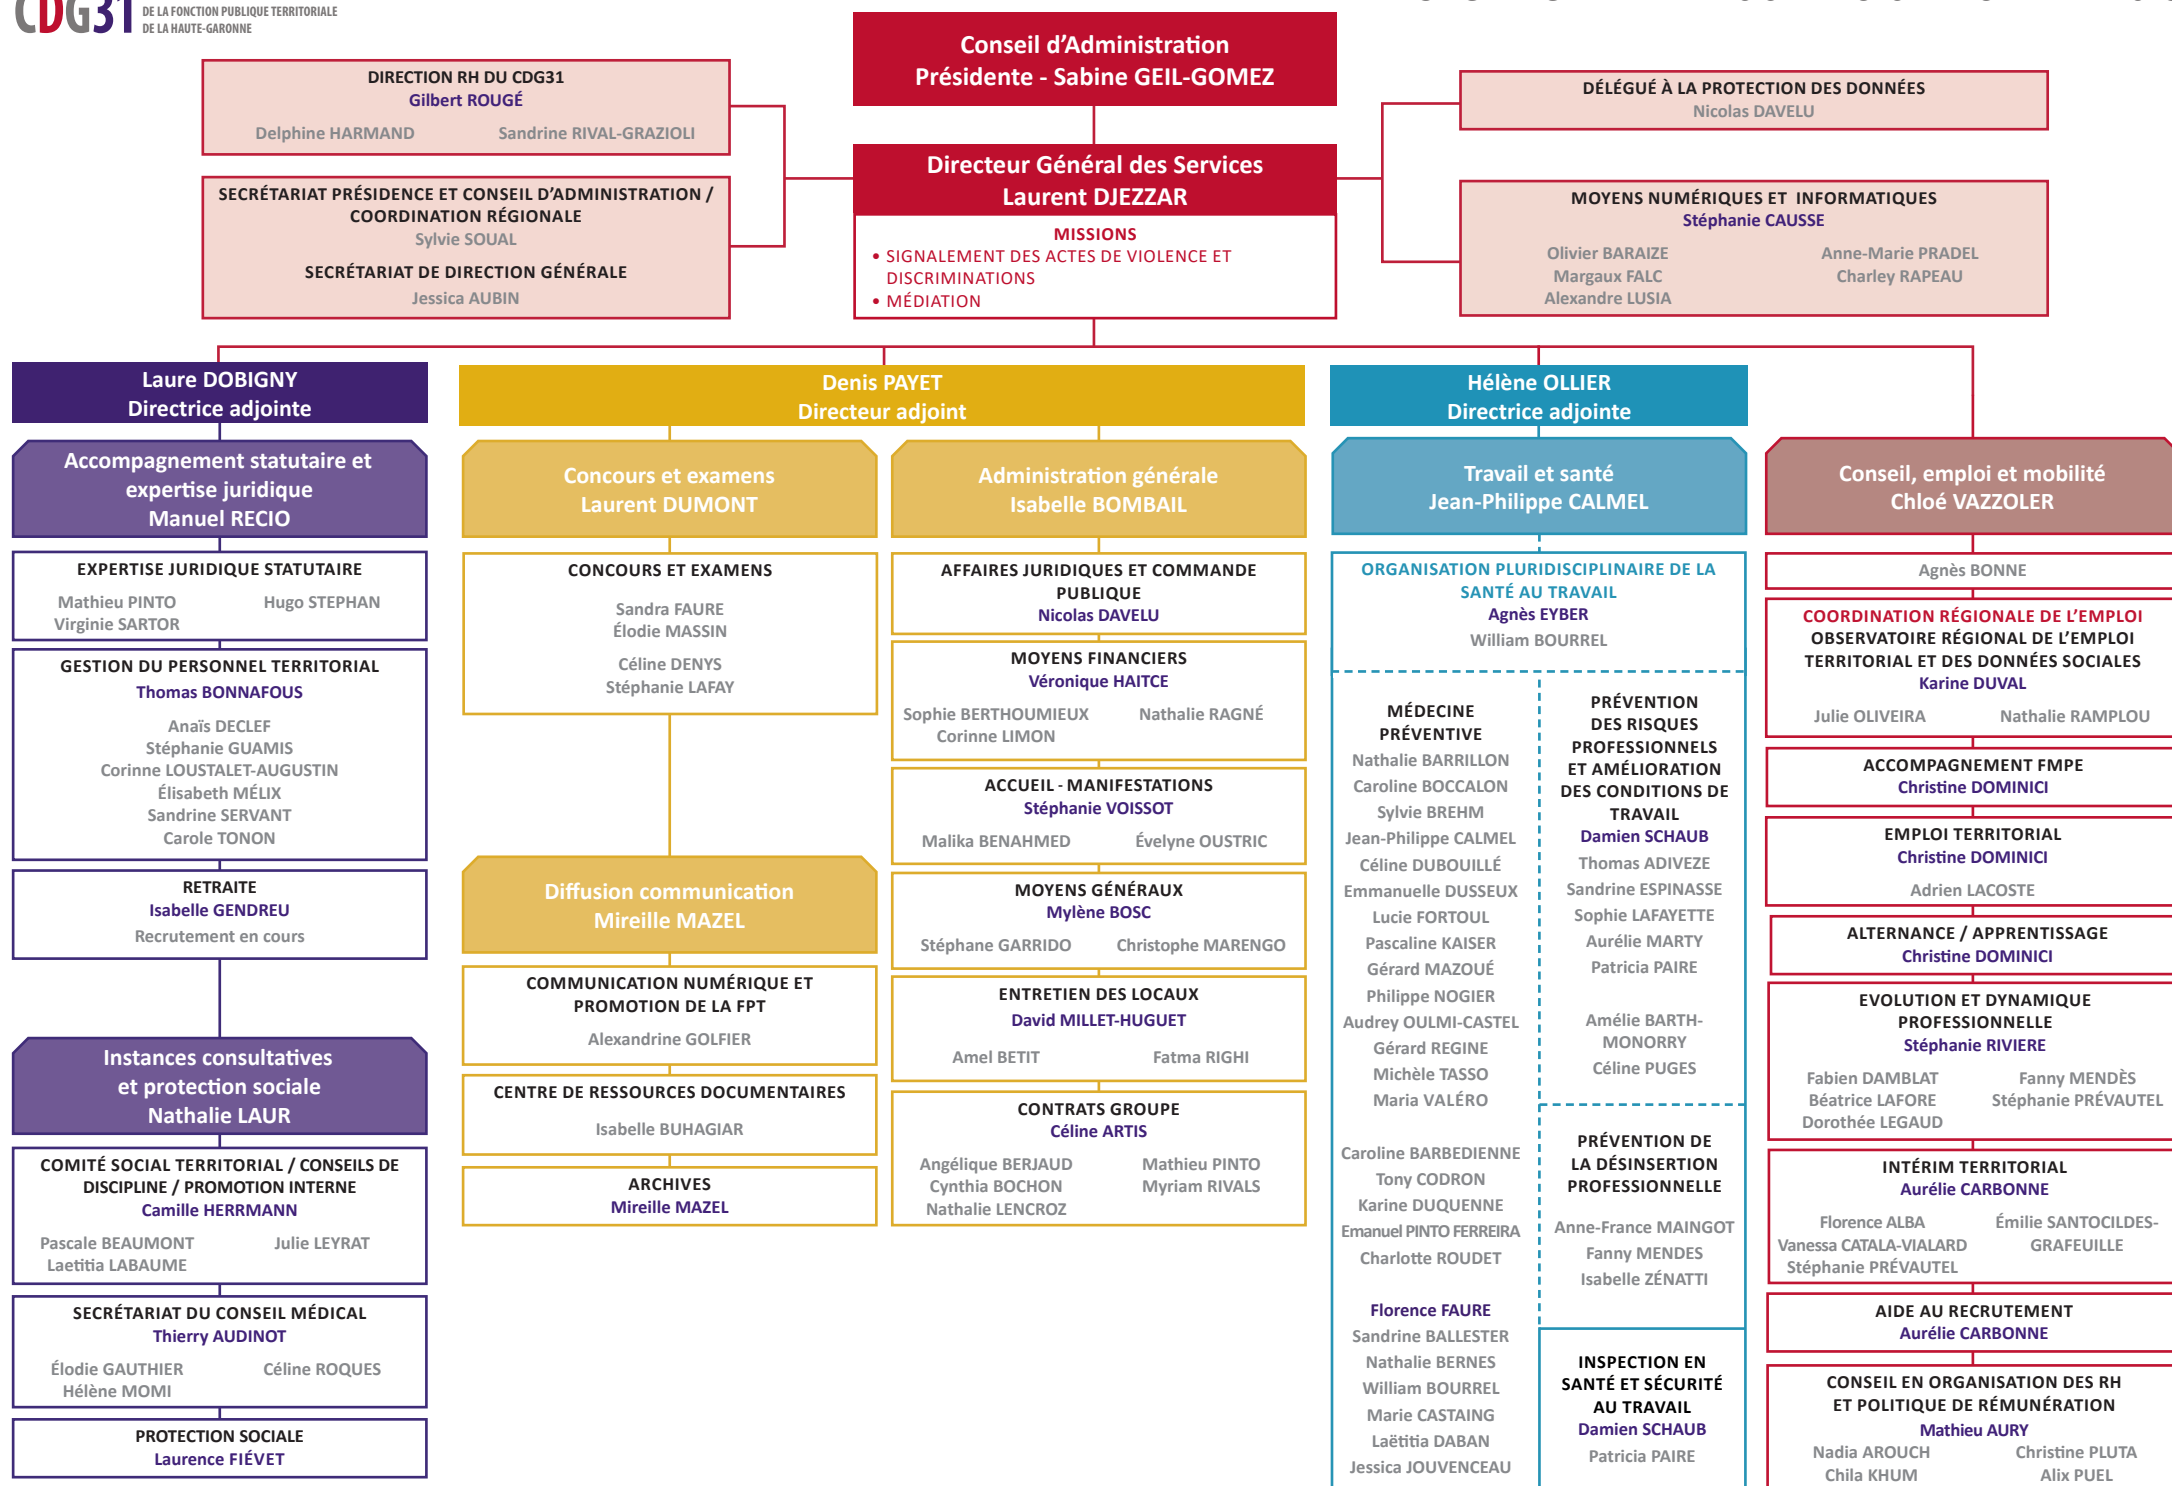 CDG31
DE LA FONCTION PUBLIQUE TERRITORIALE
DE LA HAUTE-GARONNE
Conseil d'Administration
Présidente - Sabine GEIL-GOMEZ
DIRECTION RH DU CDG31
Gilbert ROUGÉ
Delphine HARMAND Sandrine RIVAL-GRAZIOLI
SECRÉTARIAT PRÉSIDENCE ET CONSEIL D'ADMINISTRATION /
COORDINATION RÉGIONALE
Sylvie SOUAL
SECRÉTARIAT DE DIRECTION GÉNÉRALE
Jessica AUBIN
Directeur Général des Services
Laurent DJEZZAR
MISSIONS
• SIGNALEMENT DES ACTES DE VIOLENCE ET
DISCRIMINATIONS
• MÉDIATION
DÉLÉGUÉ À LA PROTECTION DES DONNÉES
Nicolas DAVELU
MOYENS NUMÉRIQUES ET INFORMATIQUES
Stéphanie CAUSSE
Olivier BARAIZE Anne-Marie PRADEL
Margaux FALC Charley RAPEAU
Alexandre LUSIA
Laure DOBIGNY
Directrice adjointe
Accompagnement statutaire et
expertise juridique
Manuel RECIO
EXPERTISE JURIDIQUE STATUTAIRE
Mathieu PINTO Hugo STEPHAN
Virginie SARTOR
GESTION DU PERSONNEL TERRITORIAL
Thomas BONNAFOUS
Anaïs DECLEF
Stéphanie GUAMIS
Corinne LOUSTALET-AUGUSTIN
Élisabeth MÉLIX
Sandrine SERVANT
Carole TONON
RETRAITE
Isabelle GENDREU
Recrutement en cours
Instances consultatives
et protection sociale
Nathalie LAUR
COMITÉ SOCIAL TERRITORIAL / CONSEILS DE
DISCIPLINE / PROMOTION INTERNE
Camille HERRMANN
Pascale BEAUMONT Julie LEYRAT
Laetitia LABAUME
SECRÉTARIAT DU CONSEIL MÉDICAL
Thierry AUDINOT
Élodie GAUTHIER Céline ROQUES
Hélène MOMI
PROTECTION SOCIALE
Laurence FIÉVET
Denis PAYET
Directeur adjoint
Concours et examens
Laurent DUMONT
CONCOURS ET EXAMENS
Sandra FAURE
Élodie MASSIN
Céline DENYS
Stéphanie LAFAY
Diffusion communication
Mireille MAZEL
COMMUNICATION NUMÉRIQUE ET
PROMOTION DE LA FPT
Alexandrine GOLFIER
CENTRE DE RESSOURCES DOCUMENTAIRES
Isabelle BUHAGIAR
ARCHIVES
Mireille MAZEL
Administration générale
Isabelle BOMBAIL
AFFAIRES JURIDIQUES ET COMMANDE
PUBLIQUE
Nicolas DAVELU
MOYENS FINANCIERS
Véronique HAITCE
Sophie BERTHOUMIEUX Nathalie RAGNÉ
Corinne LIMON
ACCUEIL - MANIFESTATIONS
Stéphanie VOISSOT
Malika BENAHMED Évelyne OUSTRIC
MOYENS GÉNÉRAUX
Mylène BOSC
Stéphane GARRIDO Christophe MARENGO
ENTRETIEN DES LOCAUX
David MILLET-HUGUET
Amel BETIT Fatma RIGHI
CONTRATS GROUPE
Céline ARTIS
Angélique BERJAUD Mathieu PINTO
Cynthia BOCHON Myriam RIVALS
Nathalie LENCROZ
Hélène OLLIER
Directrice adjointe
Travail et santé
Jean-Philippe CALMEL
ORGANISATION PLURIDISCIPLINAIRE DE LA
SANTÉ AU TRAVAIL
Agnès EYBER
William BOURREL
MÉDECINE
PRÉVENTIVE
Nathalie BARRILLON
Caroline BOCCALON
Sylvie BREHM
Jean-Philippe CALMEL
Céline DUBOUILLÉ
Emmanuelle DUSSEUX
Lucie FORTOUL
Pascaline KAISER
Gérard MAZOUÉ
Philippe NOGIER
Audrey OULMI-CASTEL
Gérard REGINE
Michèle TASSO
Maria VALÉRO
Caroline BARBEDIENNE
Tony CODRON
Karine DUQUENNE
Emanuel PINTO FERREIRA
Charlotte ROUDET
Florence FAURE
Sandrine BALLESTER
Nathalie BERNES
William BOURREL
Marie CASTAING
Laëtitia DABAN
Jessica JOUVENCEAU
PRÉVENTION
DES RISQUES
PROFESSIONNELS
ET AMÉLIORATION
DES CONDITIONS DE
TRAVAIL
Damien SCHAUB
Thomas ADIVEZE
Sandrine ESPINASSE
Sophie LAFAYETTE
Aurélie MARTY
Patricia PAIRE
Amélie BARTH-
MONORRY
Céline PUGES
PRÉVENTION DE
LA DÉSINSERTION
PROFESSIONNELLE
Anne-France MAINGOT
Fanny MENDES
Isabelle ZÉNATTI
INSPECTION EN
SANTÉ ET SÉCURITÉ
AU TRAVAIL
Damien SCHAUB
Patricia PAIRE
Conseil, emploi et mobilité
Chloé VAZZOLER
Agnès BONNE
COORDINATION RÉGIONALE DE L'EMPLOI
OBSERVATOIRE RÉGIONAL DE L'EMPLOI
TERRITORIAL ET DES DONNÉES SOCIALES
Karine DUVAL
Julie OLIVEIRA Nathalie RAMPLOU
ACCOMPAGNEMENT FMPE
Christine DOMINICI
EMPLOI TERRITORIAL
Christine DOMINICI
Adrien LACOSTE
ALTERNANCE / APPRENTISSAGE
Christine DOMINICI
EVOLUTION ET DYNAMIQUE
PROFESSIONNELLE
Stéphanie RIVIERE
Fabien DAMBLAT Fanny MENDÈS
Béatrice LAFORE Stéphanie PRÉVAUTEL
Dorothée LEGAUD
INTÉRIM TERRITORIAL
Aurélie CARBONNE
Florence ALBA Émilie SANTOCILDES-
Vanessa CATALA-VIALARD GRAFEUILLE
Stéphanie PRÉVAUTEL
AIDE AU RECRUTEMENT
Aurélie CARBONNE
CONSEIL EN ORGANISATION DES RH
ET POLITIQUE DE RÉMUNÉRATION
Mathieu AURY
Nadia AROUCH Christine PLUTA
Chila KHUM Alix PUEL